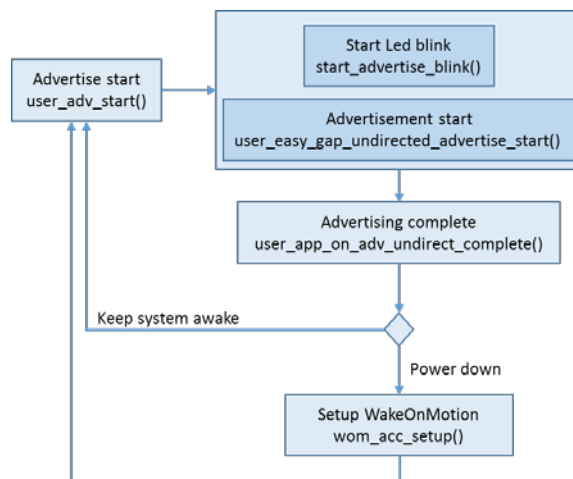 Start Led blink
start_advertise_blink()
Advertise start
user_adv_start()
Advertisement start
user_easy_gap_undirected_advertise_start()
Advertising complete
user_app_on_adv_undirect_complete()
Keep system awake
Power down
Setup WakeOnMotion
wom_acc_setup()